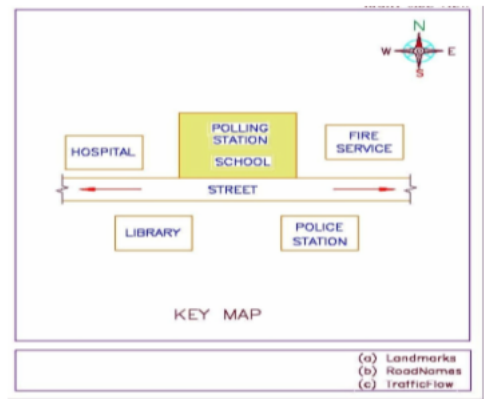 N
W E
S
POLLING
STATION
SCHOOL
FIRE
SERVICE
HOSPITAL
STREET
LIBRARY
POLICE
STATION
KEY MAP
(a) Landmarks
(b) RoadNames
(c) TrafficFlow